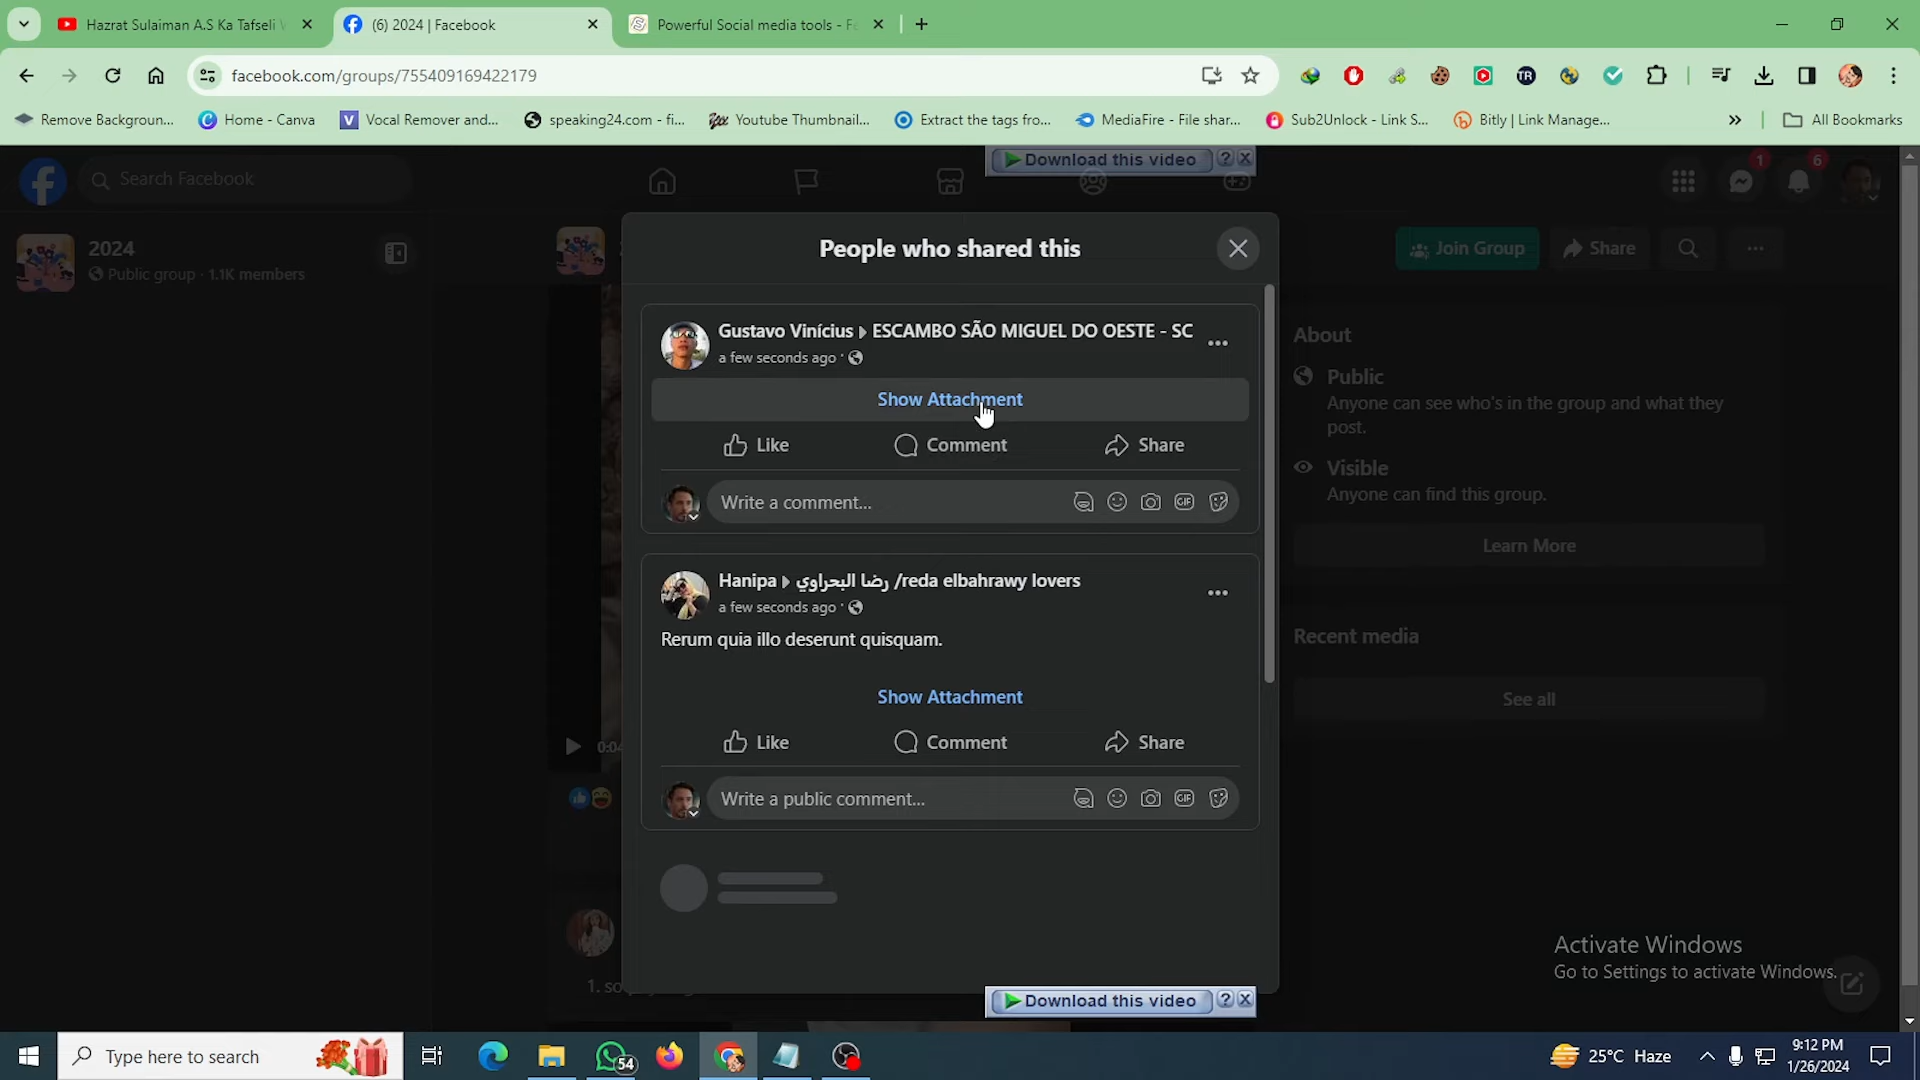 Hazrat Sulaiman A.S Ka Tafseli
(6) 2024 | Facebook
Powerful Social media tools - Fe
facebook.com/groups/755409169422179
Remove Backgroun...
Home - Canva
Vocal Remover and...
speaking24.com - fi...
Youtube Thumbnail...
Extract the tags fro...
MediaFire - File shar...
Sub2Unlock - Link S...
Bitly | Link Manage...
All Bookmarks
Download this video
Search Facebook
1
6
2024
Public group · 1.1K members
Join Group
Share
People who shared this
Gustavo Vinícius ESCAMBO SÃO MIGUEL DO OESTE - SC
a few seconds ago ·
Show Attachment
Like Comment Share
Write a comment...
GIF
Hanipa رضا البحراوي /reda elbahrawy lovers
a few seconds ago ·
Rerum quia illo deserunt quisquam.
Show Attachment
Like Comment Share
Write a public comment...
GIF
About
Public
Anyone can see who's in the group and what they
post.
Visible
Anyone can find this group.
Learn More
Recent media
See all
Activate Windows
Go to Settings to activate Windows.
Download this video
Type here to search
54
25°C Haze
9:12 PM
1/26/2024